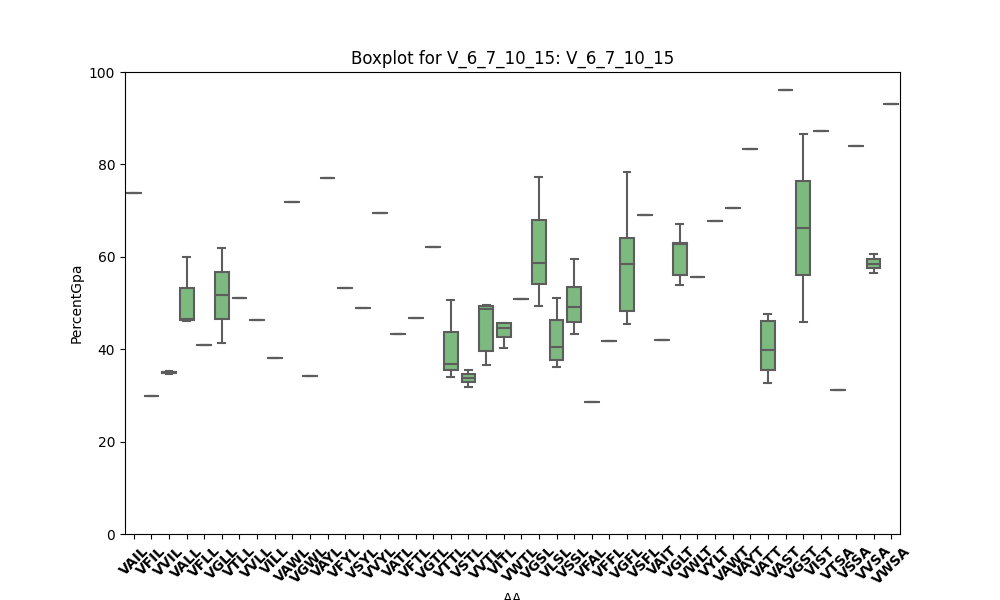 Boxplot for V_6_7_10_15: V_6_7_10_15
PercentGpa
100
80
60
40
20
0
VAIL VFIL VVIL VALL VFLL VGLL VTLL VVLL VILL VAWL VGWL VAYL VFYL VSYL VVYL VATL VFTL VGTL VTTL VSTL VVTL VITL VWTL VGSL VLSL VSSL VFAL VFFL VGFL VSFL VAIT VGLT VWLT VYLT VAWT VAYT VATT VAST VGST VIST VTSA VSSA VVSA VWSA
AA